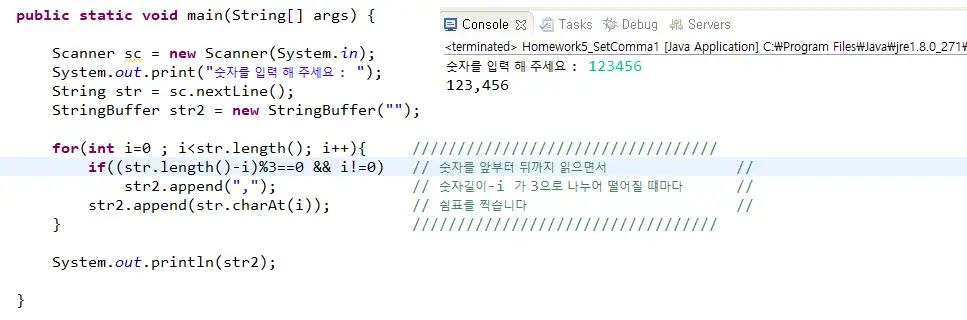 public static void main(String[] args) {
Scanner sc = new Scanner(System.in);
System.out.print("숫자를 입력 해 주세요 : ");
String str = sc.nextLine();
StringBuffer str2 = new StringBuffer("");
for(int i=0 ; i<str.length(); i++){ //////////////////////////////////
if((str.length()-i)%3==0 && i!=0) // 숫자를 앞부터 뒤까지 읽으면서 //
str2.append(","); // 숫자길이-i 가 3으로 나누어 떨어질 떄마다 //
str2.append(str.charAt(i)); // 쉼표를 찍습니다 //
} //////////////////////////////////
System.out.println(str2);
}
Console Tasks Debug Servers
<terminated> Homework5_SetComma1 [Java Application] C:₩Program Files₩Java₩jre1.8.0_271₩
숫자를 입력 해 주세요 : 123456
123,456